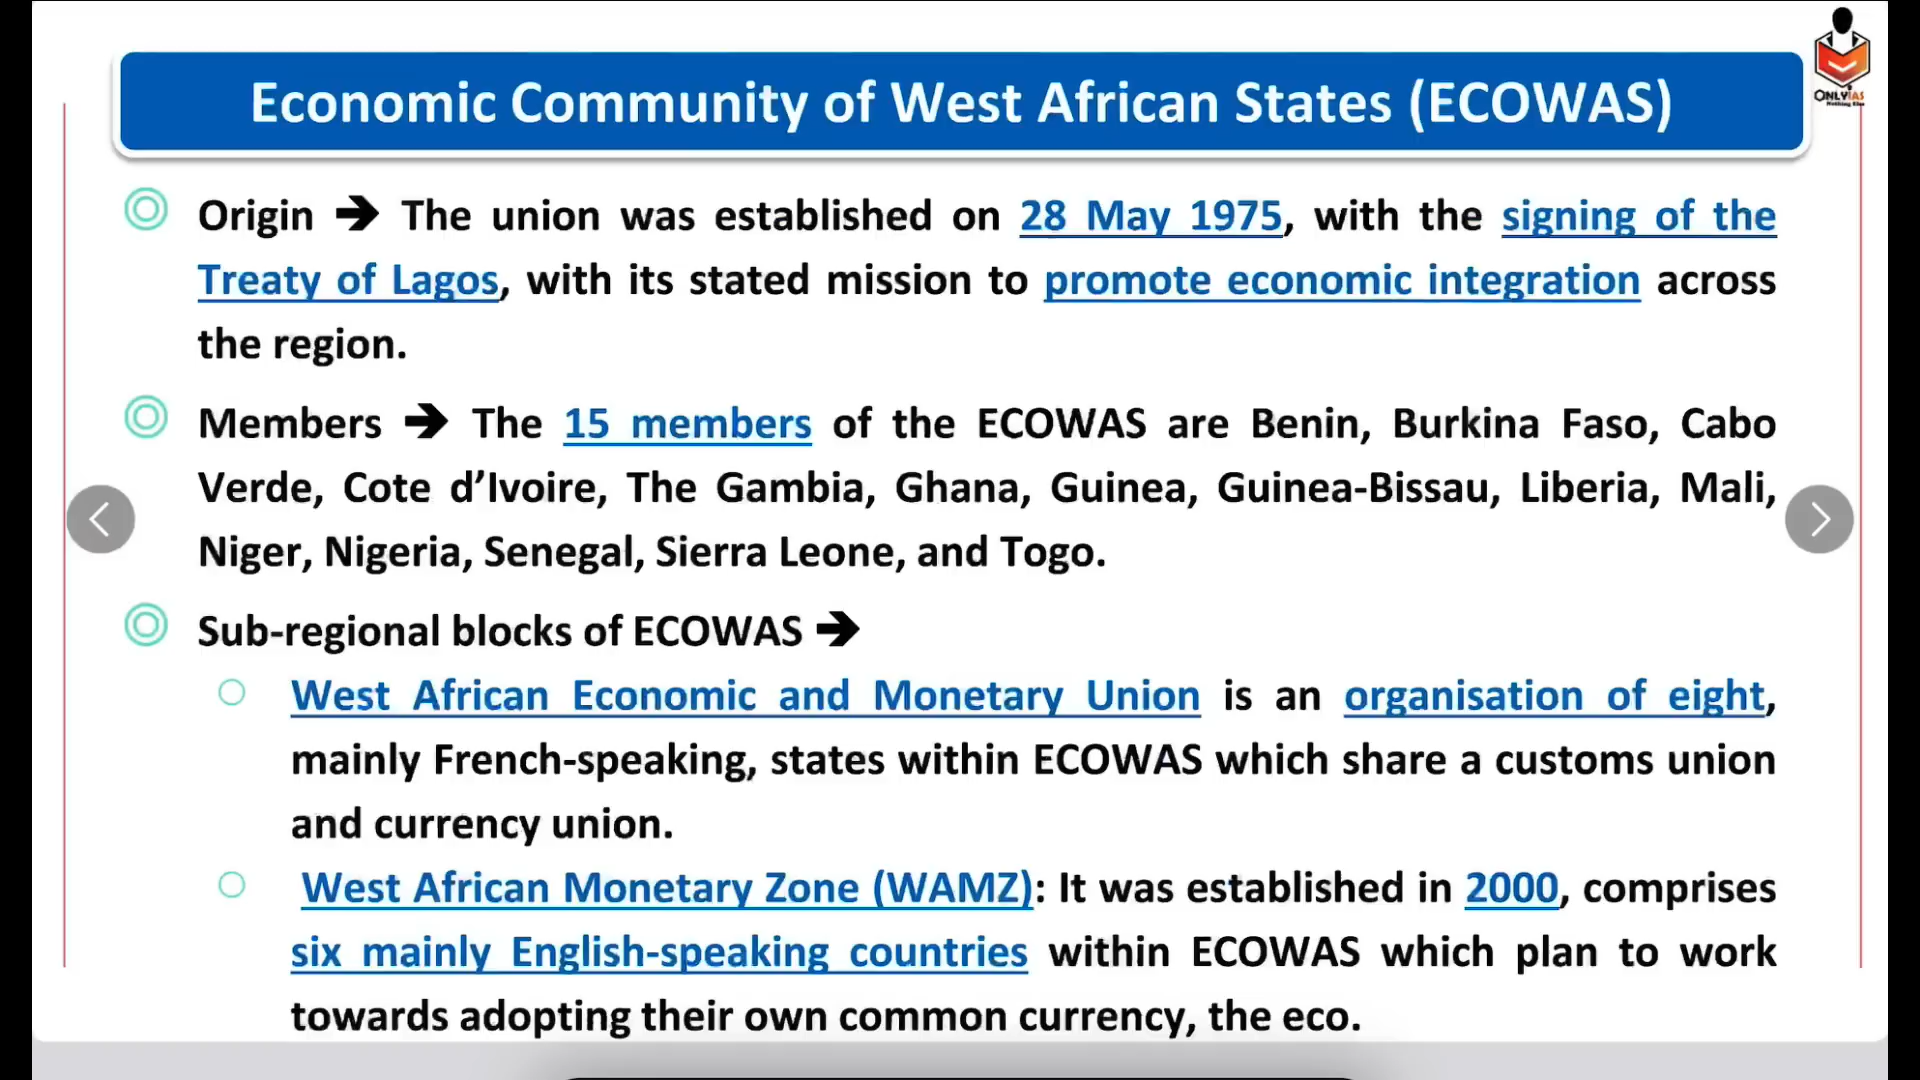 Economic Community of West African States (ECOWAS)
ONLYIAS
Nothing Else
Origin ➔ The union was established on 28 May 1975, with the signing of the
Treaty of Lagos, with its stated mission to promote economic integration across
the region.
Members ➔ The 15 members of the ECOWAS are Benin, Burkina Faso, Cabo
Verde, Cote d’Ivoire, The Gambia, Ghana, Guinea, Guinea-Bissau, Liberia, Mali,
Niger, Nigeria, Senegal, Sierra Leone, and Togo.
Sub-regional blocks of ECOWAS ➔
West African Economic and Monetary Union is an organisation of eight,
mainly French-speaking, states within ECOWAS which share a customs union
and currency union.
West African Monetary Zone (WAMZ): It was established in 2000, comprises
six mainly English-speaking countries within ECOWAS which plan to work
towards adopting their own common currency, the eco.